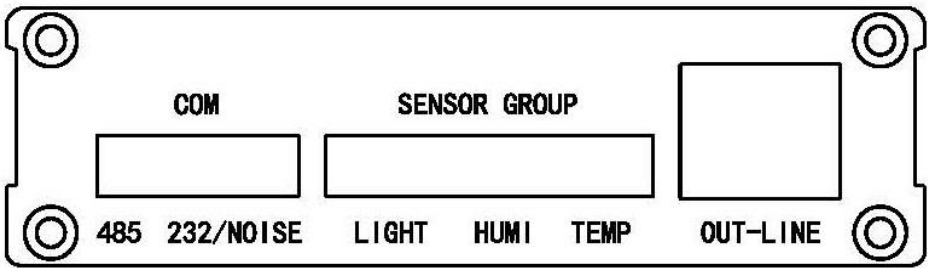 COM SENSOR GROUP
485 232/NOISE LIGHT HUMI TEMP OUT-LINE